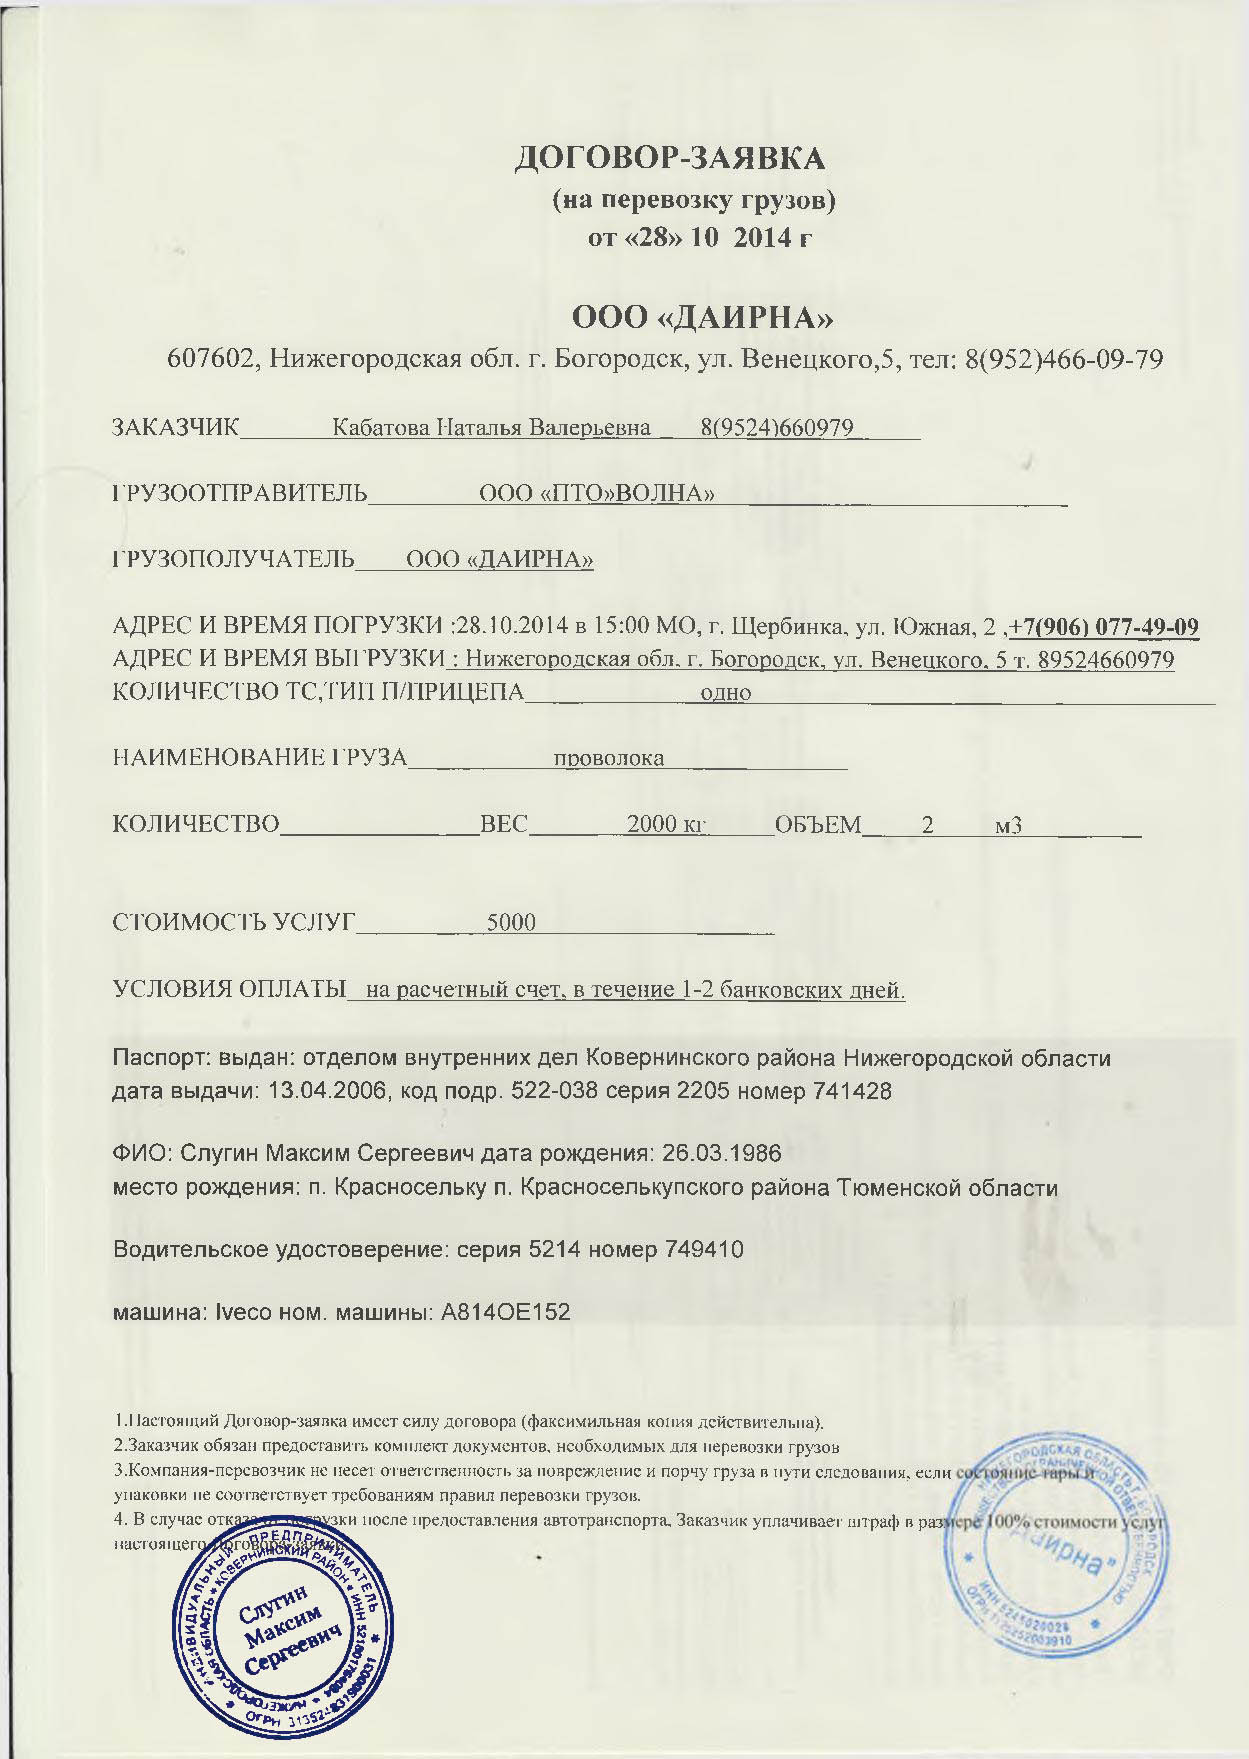 ДОГОВОР-ЗАЯВКА
(на перевозку грузов)
от «28» 10 2014 г
ООО «ДАИРНА»
607602, Нижегородская обл. г. Богородск, ул. Венецкого,5, тел: 8(952)466-09-79
ЗАКАЗЧИК Кабатова Наталья Валерьевна 8(9524)660979
ГРУЗООТПРАВИТЕЛЬ ООО «ПТО»ВОЛНА»
ГРУЗОПОЛУЧАТЕЛЬ ООО «ДАИРНА»
АДРЕС И ВРЕМЯ ПОГРУЗКИ :28.10.2014 в 15:00 МО, г. Щербинка, ул. Южная, 2 ,+7(906) 077-49-09
АДРЕС И ВРЕМЯ ВЫГРУЗКИ : Нижегородская обл. г. Богородск, ул. Венецкого, 5 т. 89524660979
КОЛИЧЕСТВО ТС,ТИП П/ПРИЦЕПА одно
НАИМЕНОВАНИЕ ГРУЗА проволока
КОЛИЧЕСТВО ВЕС 2000 кг ОБЪЕМ 2 м3
СТОИМОСТЬ УСЛУГ 5000
УСЛОВИЯ ОПЛАТЫ на расчетный счет, в течение 1-2 банковских дней.
Паспорт: выдан: отделом внутренних дел Ковернинского района Нижегородской области
дата выдачи: 13.04.2006, код подр. 522-038 серия 2205 номер 741428
ФИО: Слугин Максим Сергеевич дата рождения: 26.03.1986
место рождения: п. Красносельку п. Красноселькупского района Тюменской области
Водительское удостоверение: серия 5214 номер 749410
машина: Iveco ном. машины: А814ОЕ152
1.Настоящий Договор-заявка имеет силу договора (факсимильная копия действительна).
2.Заказчик обязан предоставить комплект документов, необходимых для перевозки грузов
3.Компания-перевозчик не несет ответственность за повреждение и порчу груза в пути следования, если состояние тары и
упаковки не соответствует требованиям правил перевозки грузов.
4. В случае отказа от погрузки после предоставления автотранспорта, Заказчик уплачивает штраф в размере 100% стоимости услуг
настоящего Договора-заявки
ИНДИВИДУАЛЬНЫЙ ПРЕДПРИНИМАТЕЛЬ
НИЖЕГОРОДСКАЯ ОБЛАСТЬ * КОВЕРНИНСКИЙ РАЙОН * ИНН
Слугин
Максим
Сергеевич
ОГРН
НИЖЕГОРОДСКАЯ ОБЛАСТЬ
"Даирна"
ИНН 5245020028
ОГРН